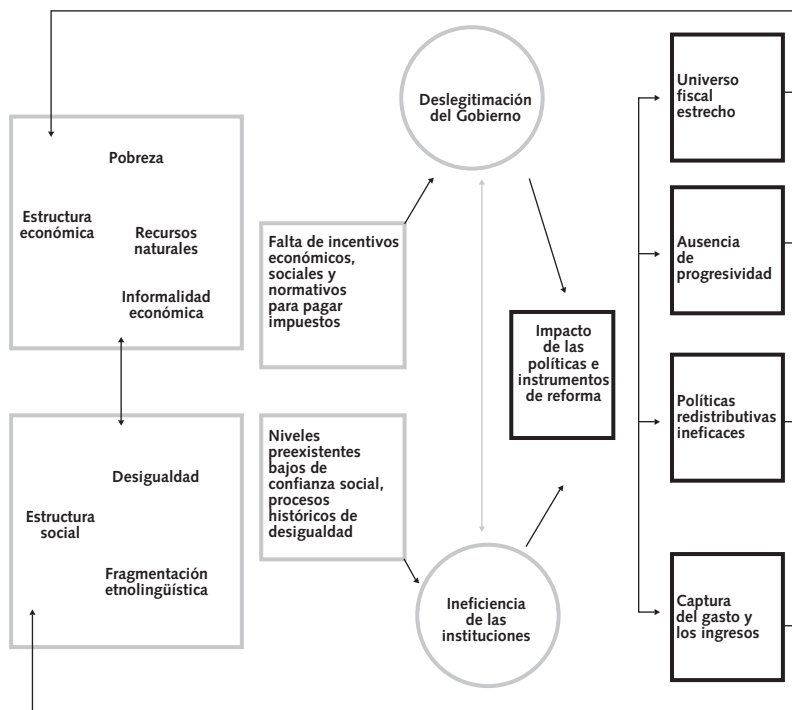 Deslegitimación
del Gobierno
Universo
fiscal
estrecho
Pobreza
Estructura
económica
Recursos
naturales
Informalidad
económica
Falta de incentivos
económicos,
sociales y
normativos
para pagar
impuestos
Ausencia
de
progresividad
Impacto
de las
políticas e
instrumentos
de reforma
Políticas
redistributivas
ineficaces
Desigualdad
Estructura
social
Fragmentación
etnolingüística
Niveles
preexistentes
bajos de
confianza social,
procesos
históricos de
desigualdad
Ineficiencia
de las
instituciones
Captura
del gasto y
los ingresos